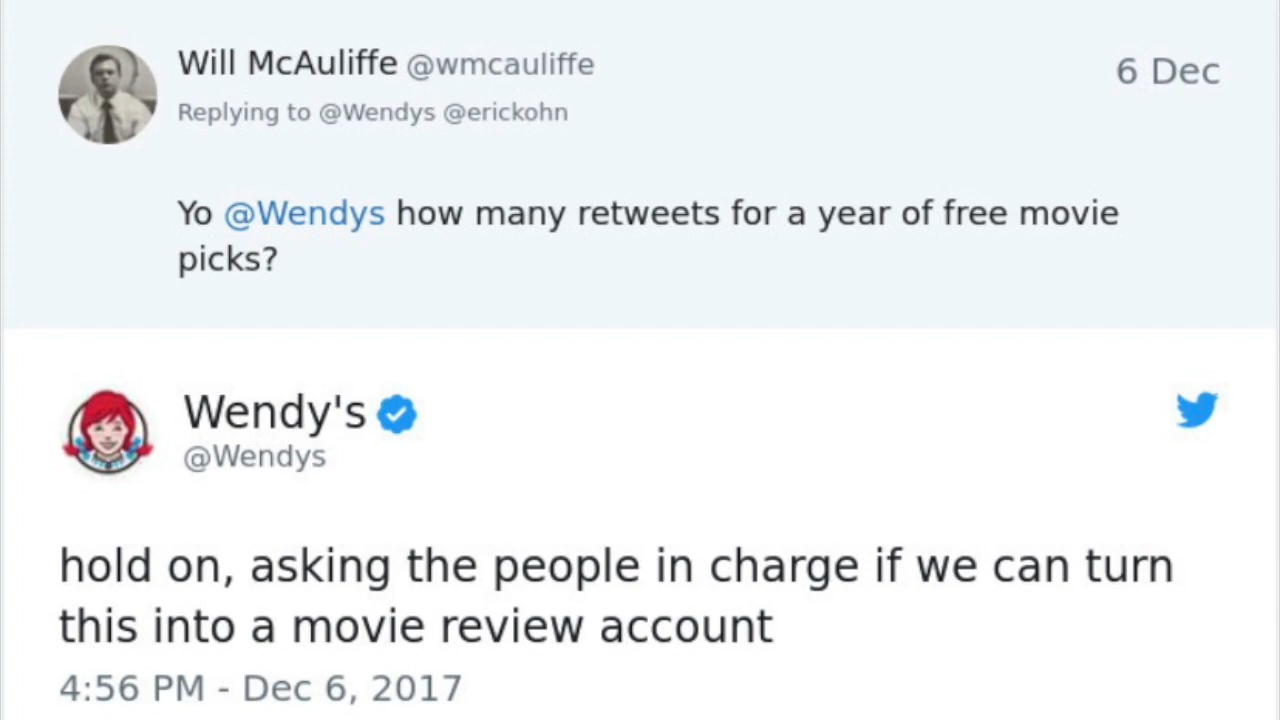 Will McAuliffe @wmcauliffe 6 Dec
Replying to @Wendys @erickohn
Yo @Wendys how many retweets for a year of free movie
picks?
Wendy's
@Wendys
hold on, asking the people in charge if we can turn
this into a movie review account
4:56 PM - Dec 6, 2017